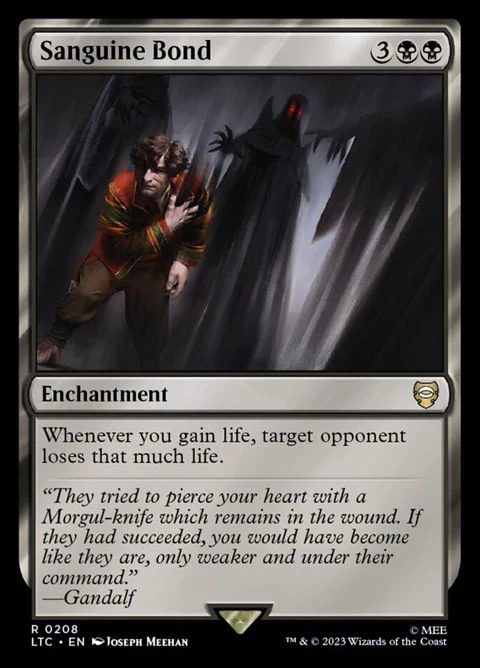 Sanguine Bond 3
Enchantment
Whenever you gain life, target opponent
loses that much life.
“They tried to pierce your heart with a
Morgul-knife which remains in the wound. If
they had succeeded, you would have become
like they are, only weaker and under their
command.”
—Gandalf
R 0208
LTC • EN Joseph Meehan
© MEE
™ & © 2023 Wizards of the Coast